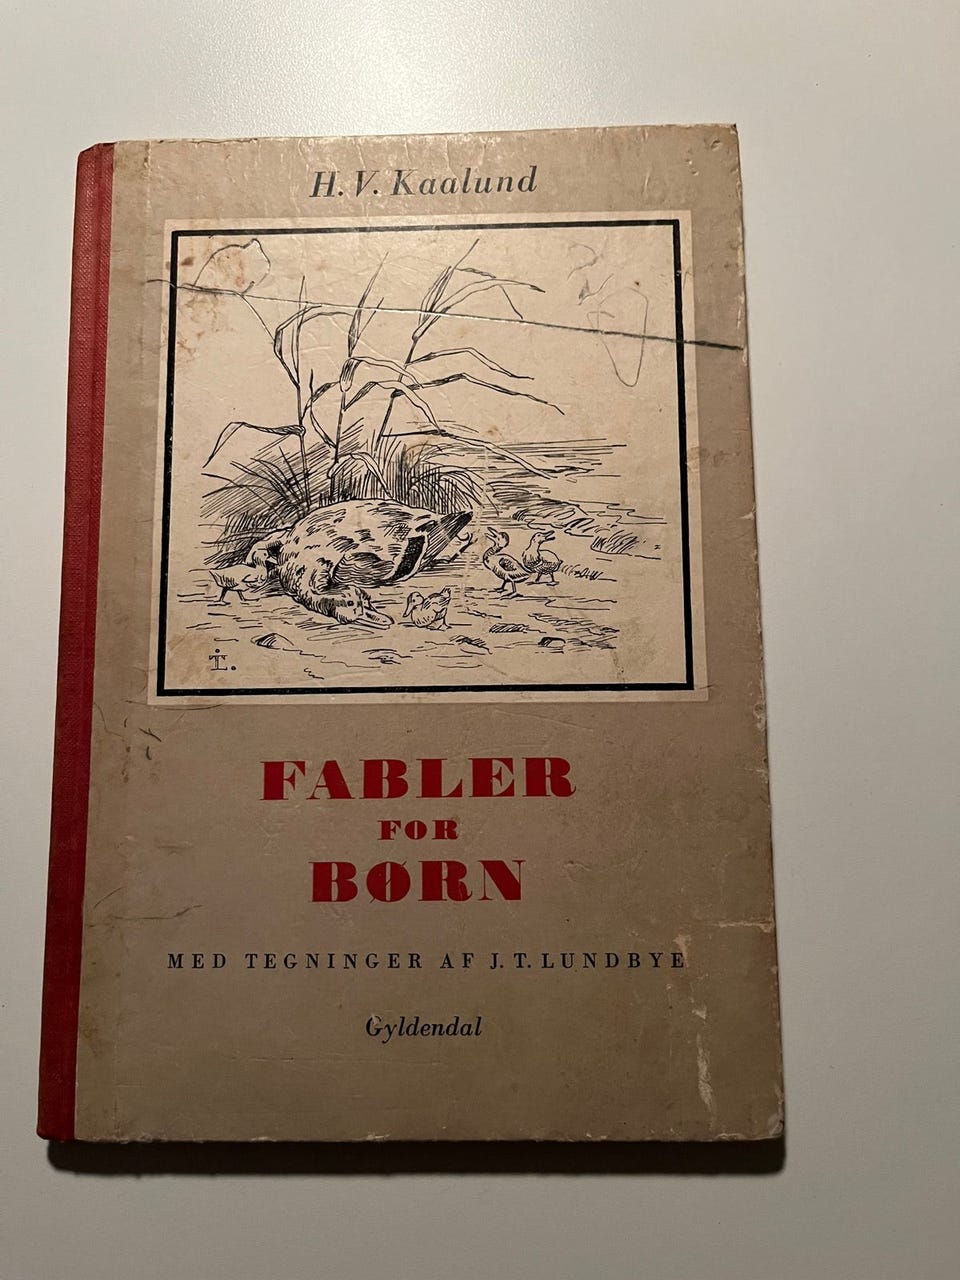 H. V. Kaalund
FABLER
FOR
BØRN
MED TEGNINGER AF J. T. LUNDBYE
Gyldendal